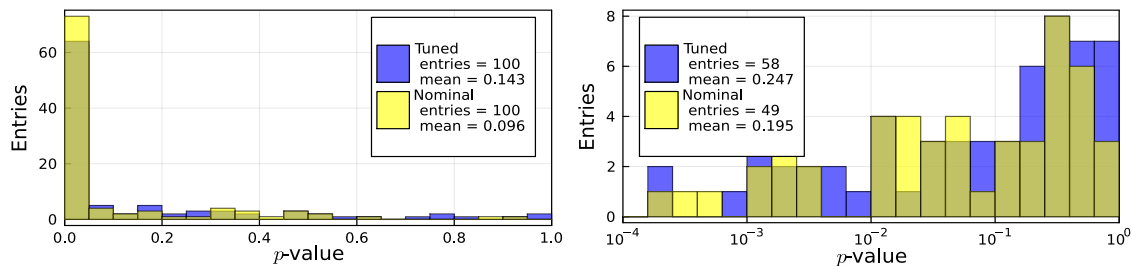 Entries
60
40
20
0
Tuned
entries = 100
mean = 0.143
Nominal
entries = 100
mean = 0.096
0.0 0.2 0.4 0.6 0.8 1.0
p-value
Entries
8
6
4
2
0
Tuned
entries = 58
mean = 0.247
Nominal
entries = 49
mean = 0.195
10⁻⁴ 10⁻³ 10⁻² 10⁻¹ 10⁰
p-value